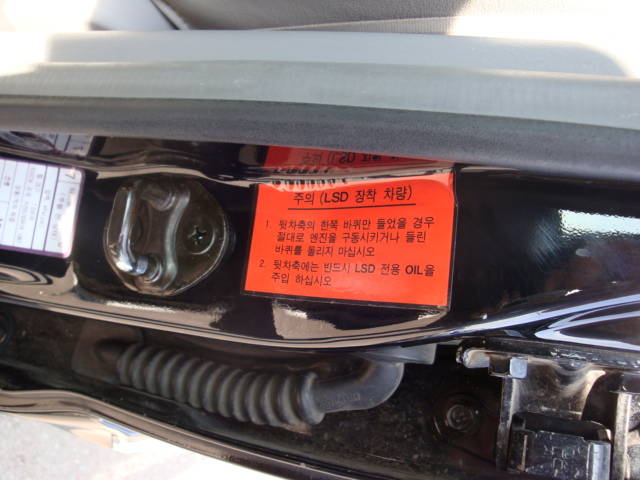 주의 (LSD 장착 차량)
1. 뒷차축의 한쪽 바퀴만 들었을 경우
절대로 엔진을 구동시키거나 들린
바퀴를 돌리지 마십시오
2. 뒷차축에는 반드시 LSD 전용 OIL을
주입 하십시오